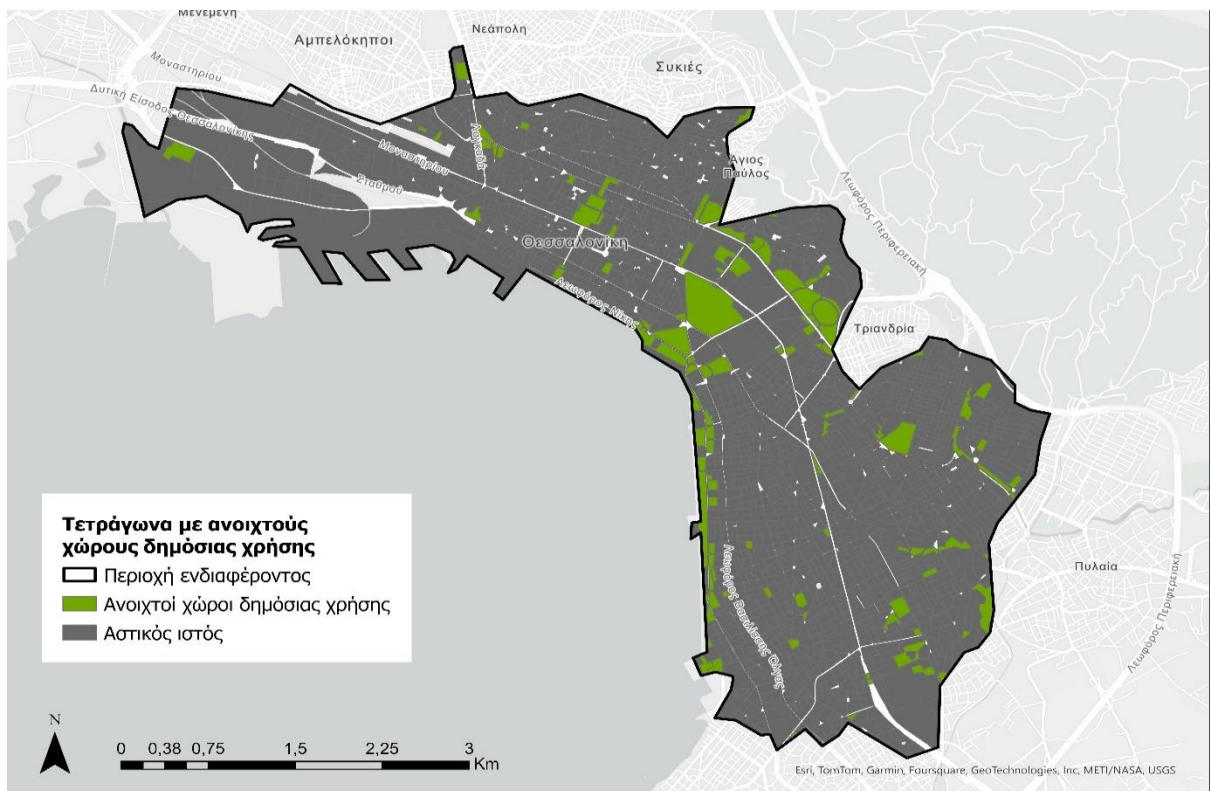 Μενεμένη
Νεάπολη
Αμπελόκηποι
Συκιές
Μοναστηρίου
Δυτική Είσοδος Θεσσαλονίκης
Λαγκαδά
Μοναστηρίου
Άγιος
Παύλος
Σταθμού
Λεωφόρος Περιφερειακή
Θεσσαλονίκη
Λεωφόρος Νίκης
Τριανδρία
Τετράγωνα με ανοιχτούς
χώρους δημόσιας χρήσης
Περιοχή ενδιαφέροντος
Ανοιχτοί χώροι δημόσιας χρήσης
Αστικός ιστός
Λεωφόρος Βασιλίσσης Όλγας
Πυλαία
Λεωφόρος Περιφερειακή
N
0 0,38 0,75 1,5 2,25 3
Km
Esri, TomTom, Garmin, Foursquare, GeoTechnologies, Inc, METI/NASA, USGS